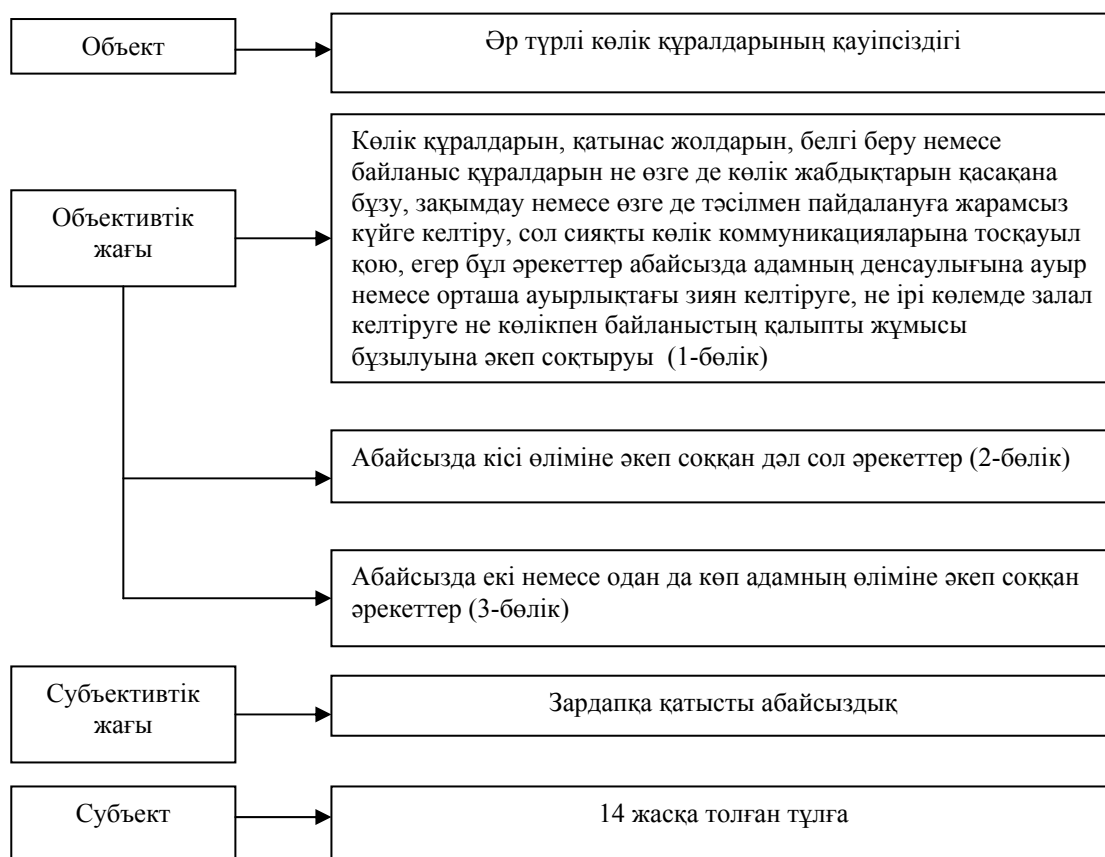 Объект
Әр түрлі көлік құралдарының қауіпсіздігі
Объективтік
жағы
Көлік құралдарын, қатынас жолдарын, белгі беру немесе
байланыс құралдарын не өзге де көлік жабдықтарын қасақана
бұзу, зақымдау немесе өзге де тәсілмен пайдалануға жарамсыз
күйге келтіру, сол сияқты көлік коммуникацияларына тосқауыл
қою, егер бұл әрекеттер абайсызда адамның денсаулығына ауыр
немесе орташа ауырлықтағы зиян келтіруге, не ірі көлемде залал
келтіруге не көлікпен байланыстың қалыпты жұмысы
бұзылуына әкеп соқтыруы (1-бөлік)
Абайсызда кісі өліміне әкеп соққан дәл сол әрекеттер (2-бөлік)
Абайсызда екі немесе одан да көп адамның өліміне әкеп соққан
әрекеттер (3-бөлік)
Субъективтік
жағы
Зардапқа қатысты абайсыздық
Субъект
14 жасқа толған тұлға